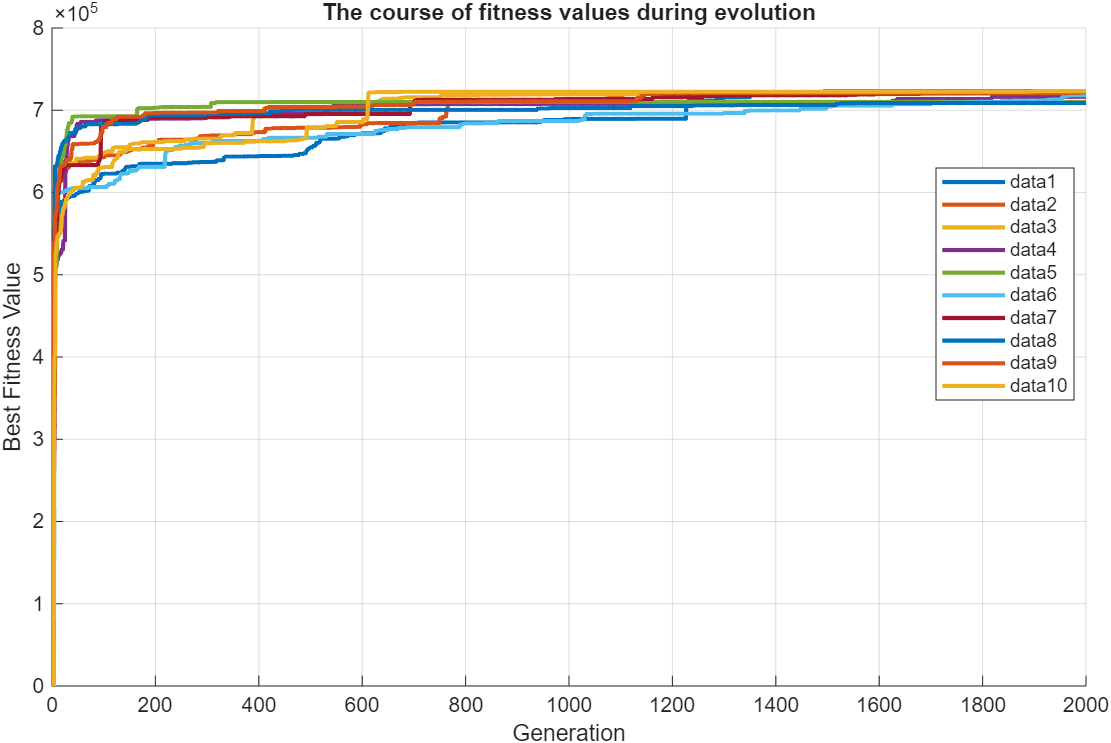 The course of fitness values during evolution
×10⁵
8
7
6
5
4
3
2
1
0
Best Fitness Value
data1
data2
data3
data4
data5
data6
data7
data8
data9
data10
0 200 400 600 800 1000 1200 1400 1600 1800 2000
Generation